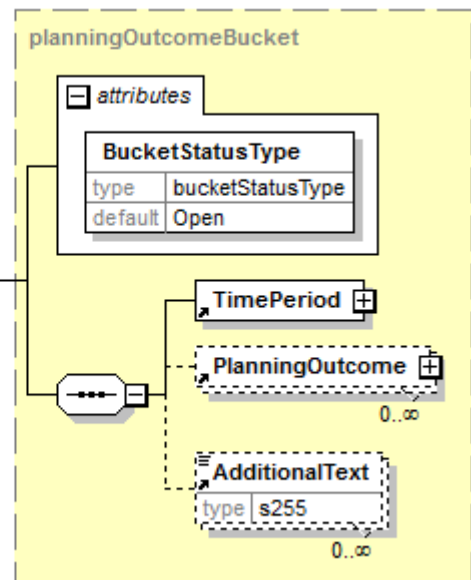 planningOutcomeBucket
attributes
BucketStatusType
type bucketStatusType
default Open
TimePeriod
PlanningOutcome
0..∞
AdditionalText
type s255
0..∞